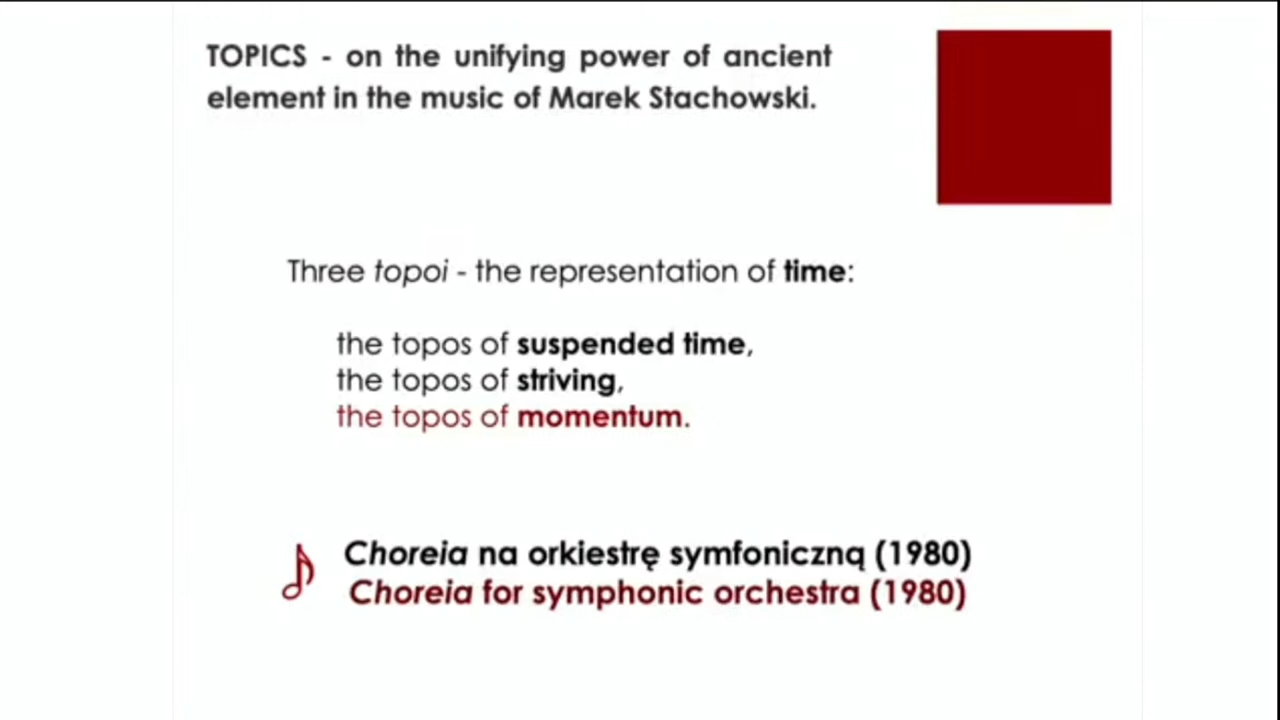 TOPICS - on the unifying power of ancient
element in the music of Marek Stachowski.
Three topoi - the representation of time:
the topos of suspended time,
the topos of striving,
the topos of momentum.
Choreia na orkiestrę symfoniczną (1980)
Choreia for symphonic orchestra (1980)